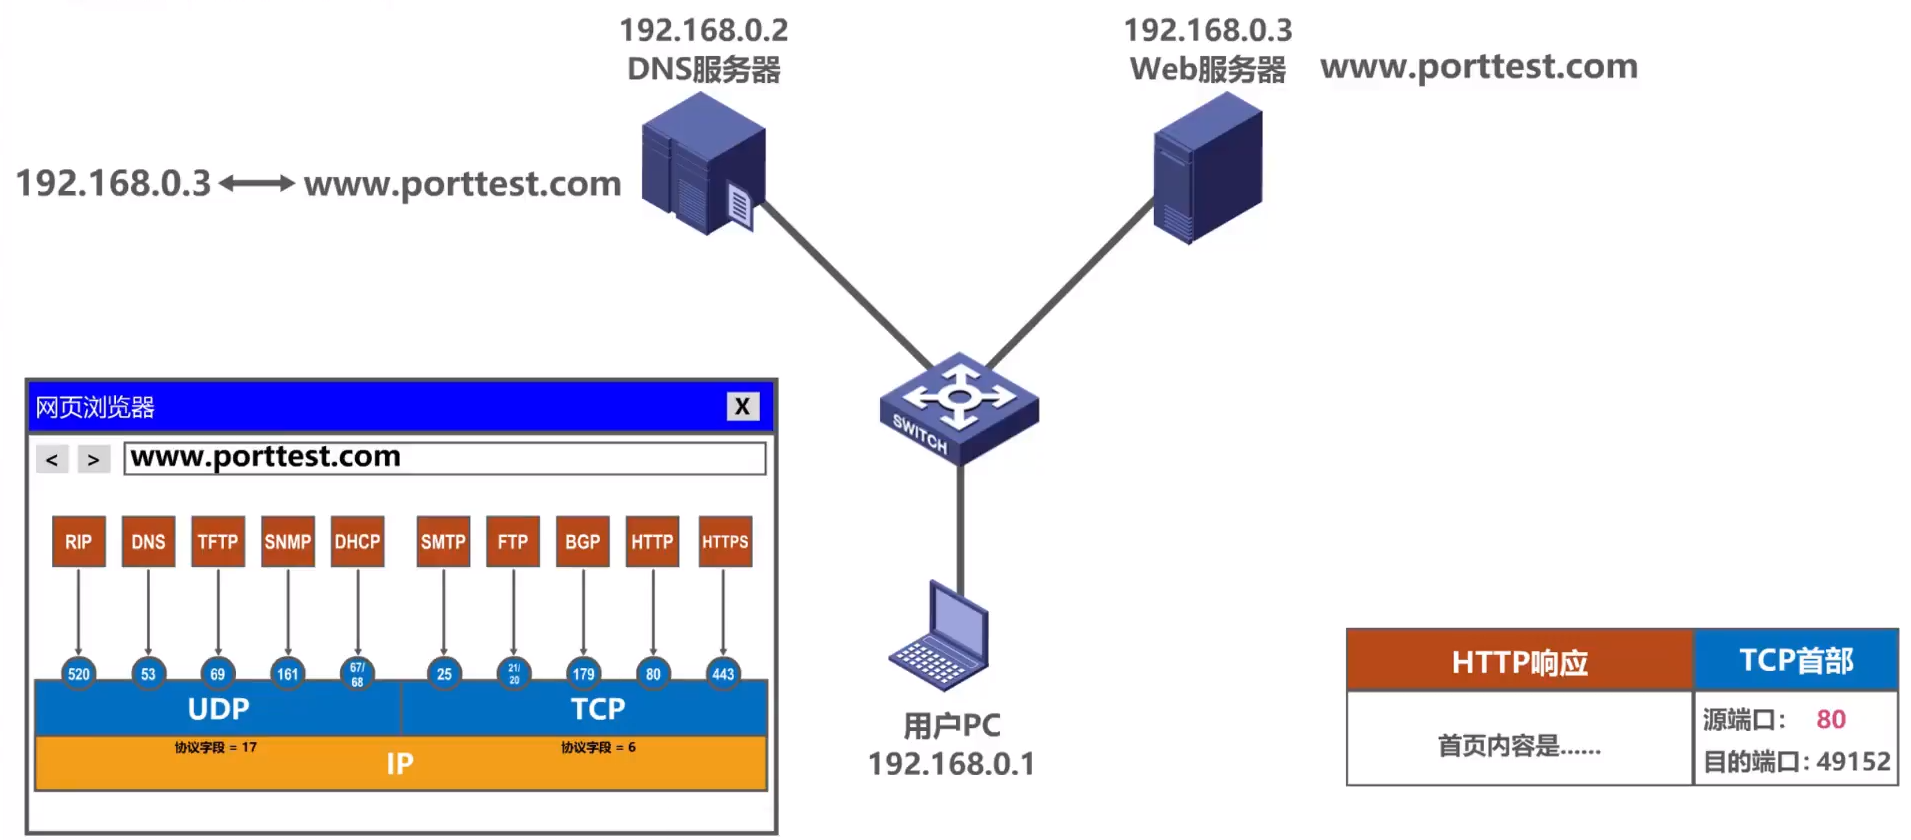 192.168.0.2
DNS服务器
192.168.0.3
Web服务器
www.porttest.com
192.168.0.3
www.porttest.com
SWITCH
网页浏览器
X
<
>
www.porttest.com
RIP
DNS
TFTP
SNMP
DHCP
SMTP
FTP
BGP
HTTP
HTTPS
520
53
69
161
67/
68
25
21/
20
179
80
443
UDP
TCP
协议字段 = 17
协议字段 = 6
IP
用户PC
192.168.0.1
HTTP响应
TCP首部
首页内容是......
源端口： 80
目的端口：49152